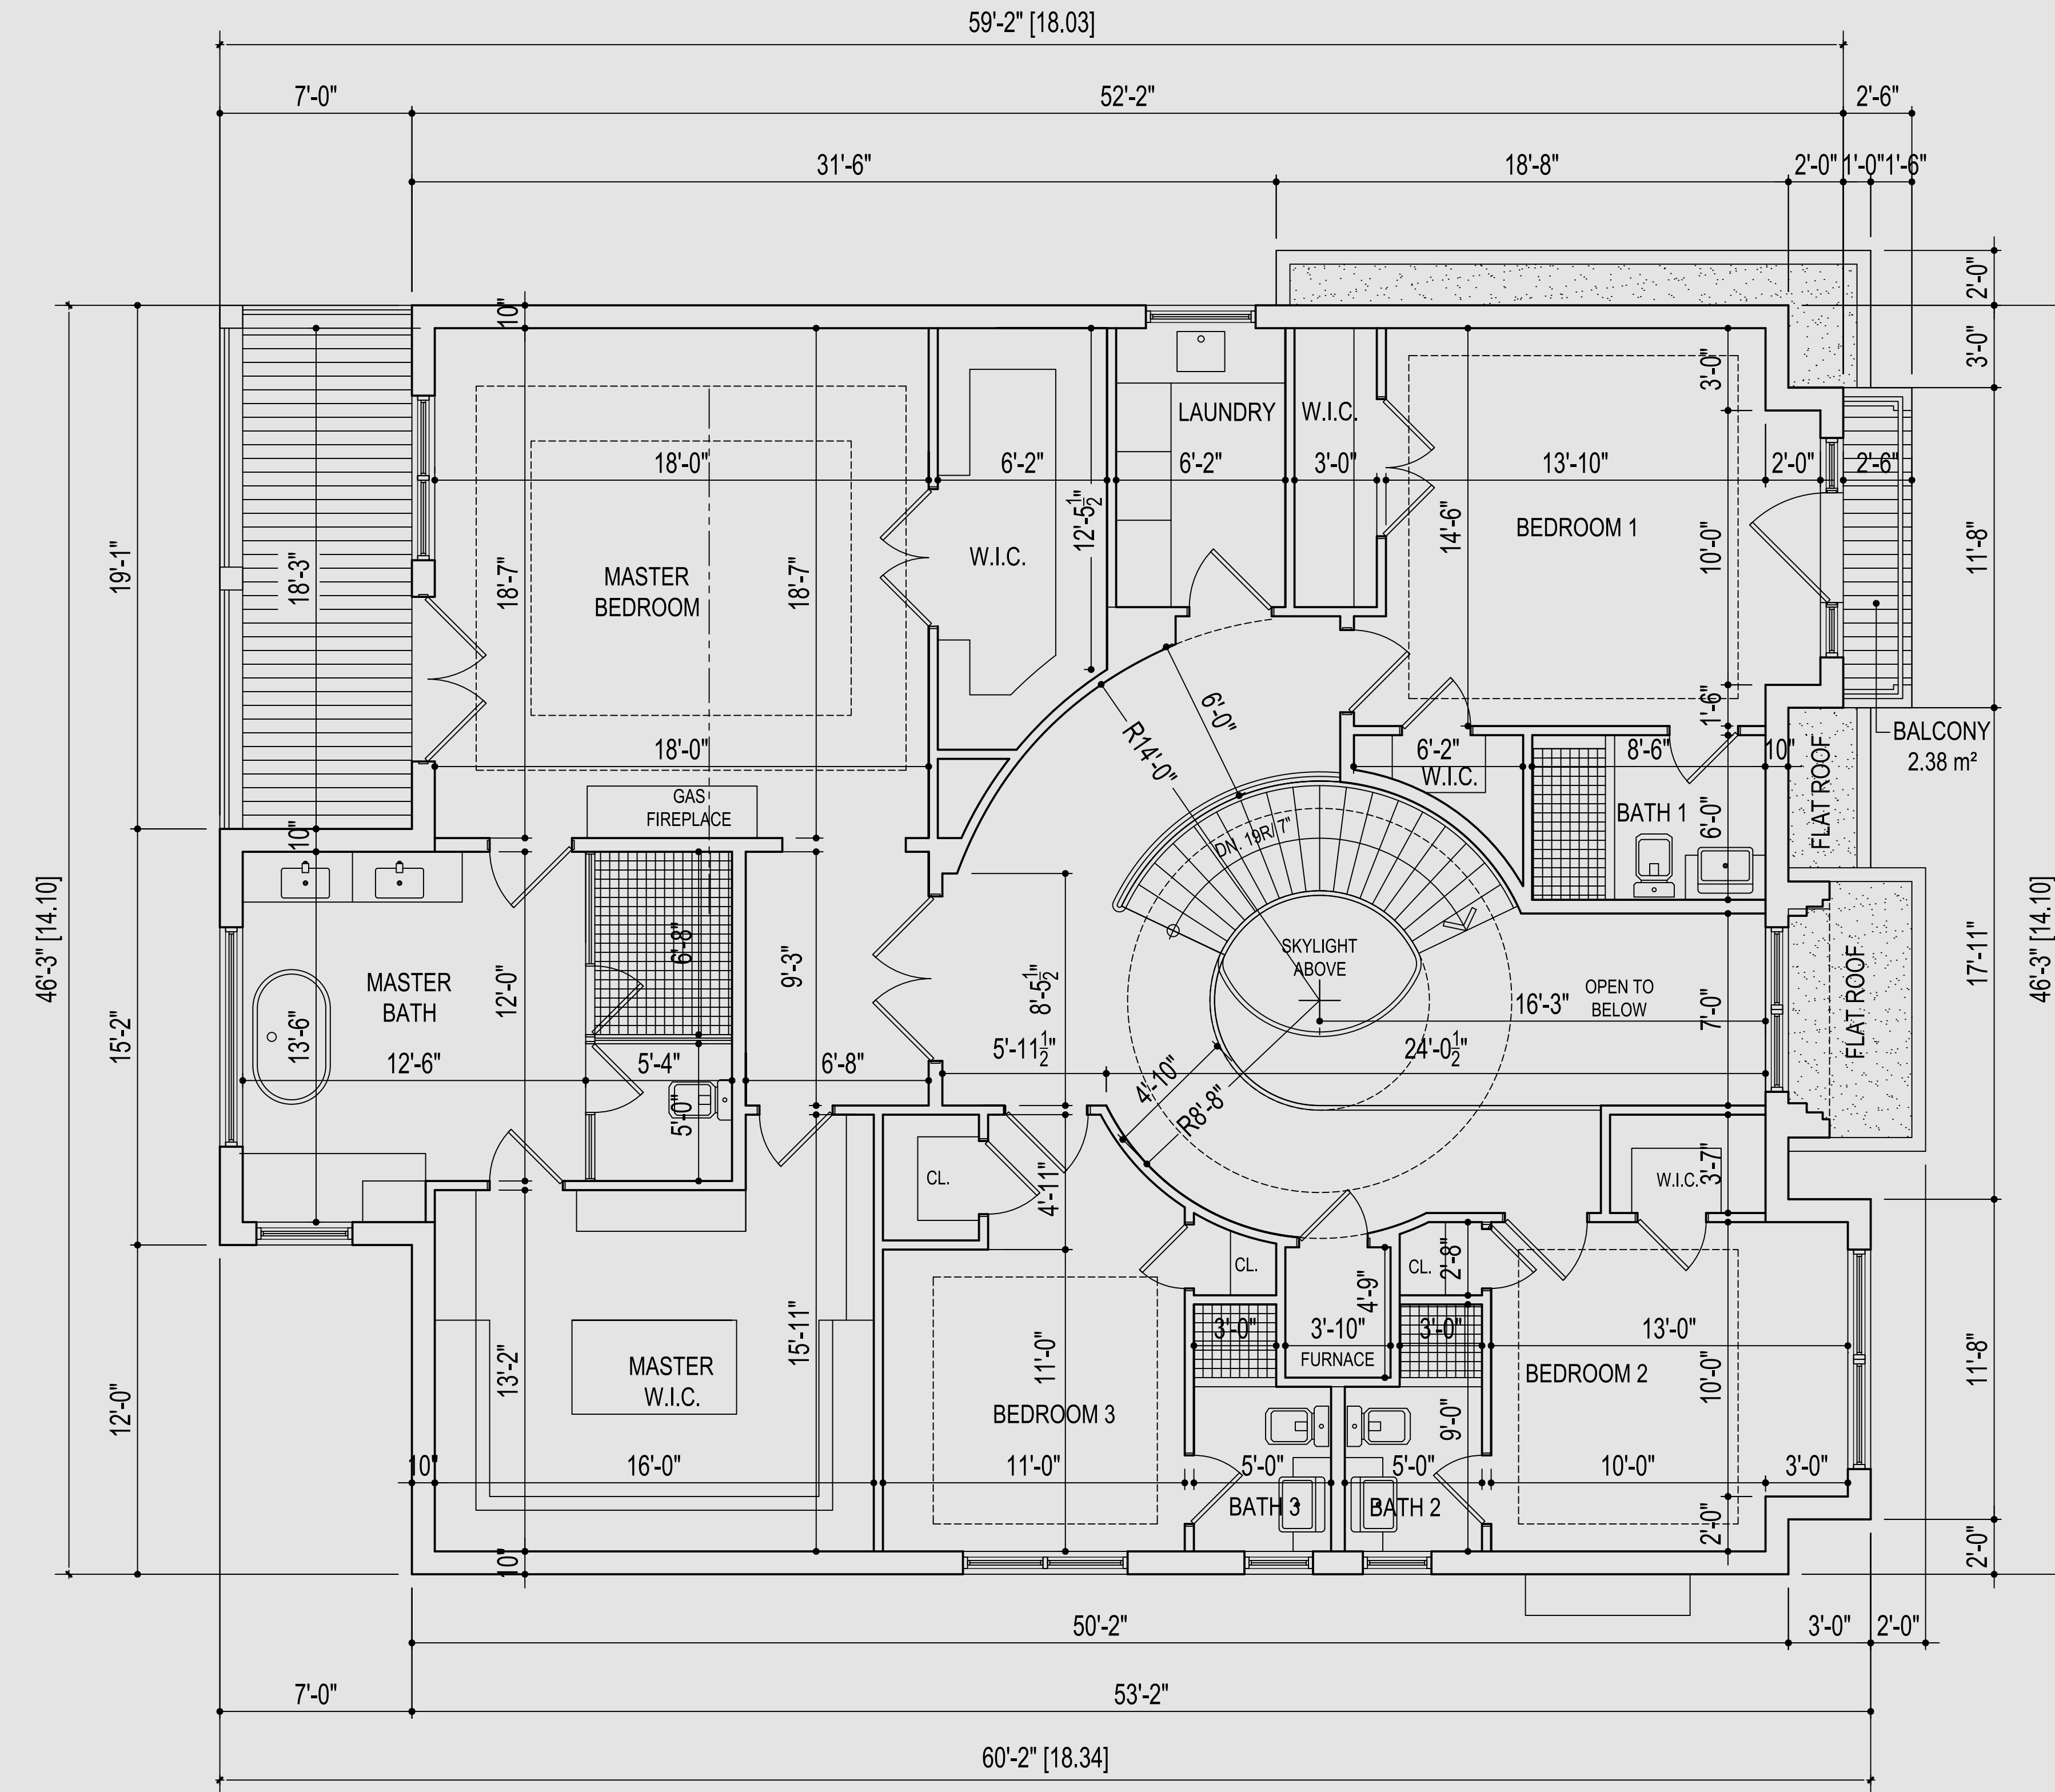 59'-2" [18.03]
7'-0" 52'-2" 2'-6"
31'-6" 18'-8" 2'-0" 1'-0" 1'-6"
10" 2'-0"
3'-0" 3'-0"
LAUNDRY W.I.C.
18'-0" 6'-2" 6'-2" 3'-0" 13'-10" 2'-0" 2'-6"
12'-5½" 14'-6" BEDROOM 1 10'-0" 11'-8"
19'-1" 18'-3" 18'-7" MASTER 18'-7" W.I.C.
BEDROOM
6'-0" 1'-6"
R14'-0" BALCONY
18'-0" 6'-2" 8'-6" 10" 2.38 m²
W.I.C. FLAT ROOF
GAS
FIREPLACE
10" DN. 19R/ 7" BATH 1 6'-0"
46'-3" [14.10] 17'-11" 46'-3" [14.10]
6'-8" SKYLIGHT
ABOVE
MASTER 12'-0" 9'-3" 8'-5½" OPEN TO FLAT ROOF
BATH 16'-3" BELOW 7'-0"
15'-2" 13'-6" 5'-11½" 24'-0½"
12'-6" 5'-4" 6'-8" 4'-10"
5'-0" R8'-8"
CL. 4'-11" W.I.C. 3'-7"
CL. CL. 2'-8"
4'-9"
13'-2" 15'-11" 11'-0" 3'-0" 3'-10" 3'-0" 13'-0"
MASTER FURNACE BEDROOM 2 10'-0" 11'-8"
W.I.C.
12'-0" BEDROOM 3 9'-0"
10" 16'-0" 11'-0" 5'-0" 5'-0" 10'-0" 3'-0"
BATH 3 BATH 2
10" 2'-0" 2'-0"
50'-2" 3'-0" 2'-0"
7'-0" 53'-2"
60'-2" [18.34]